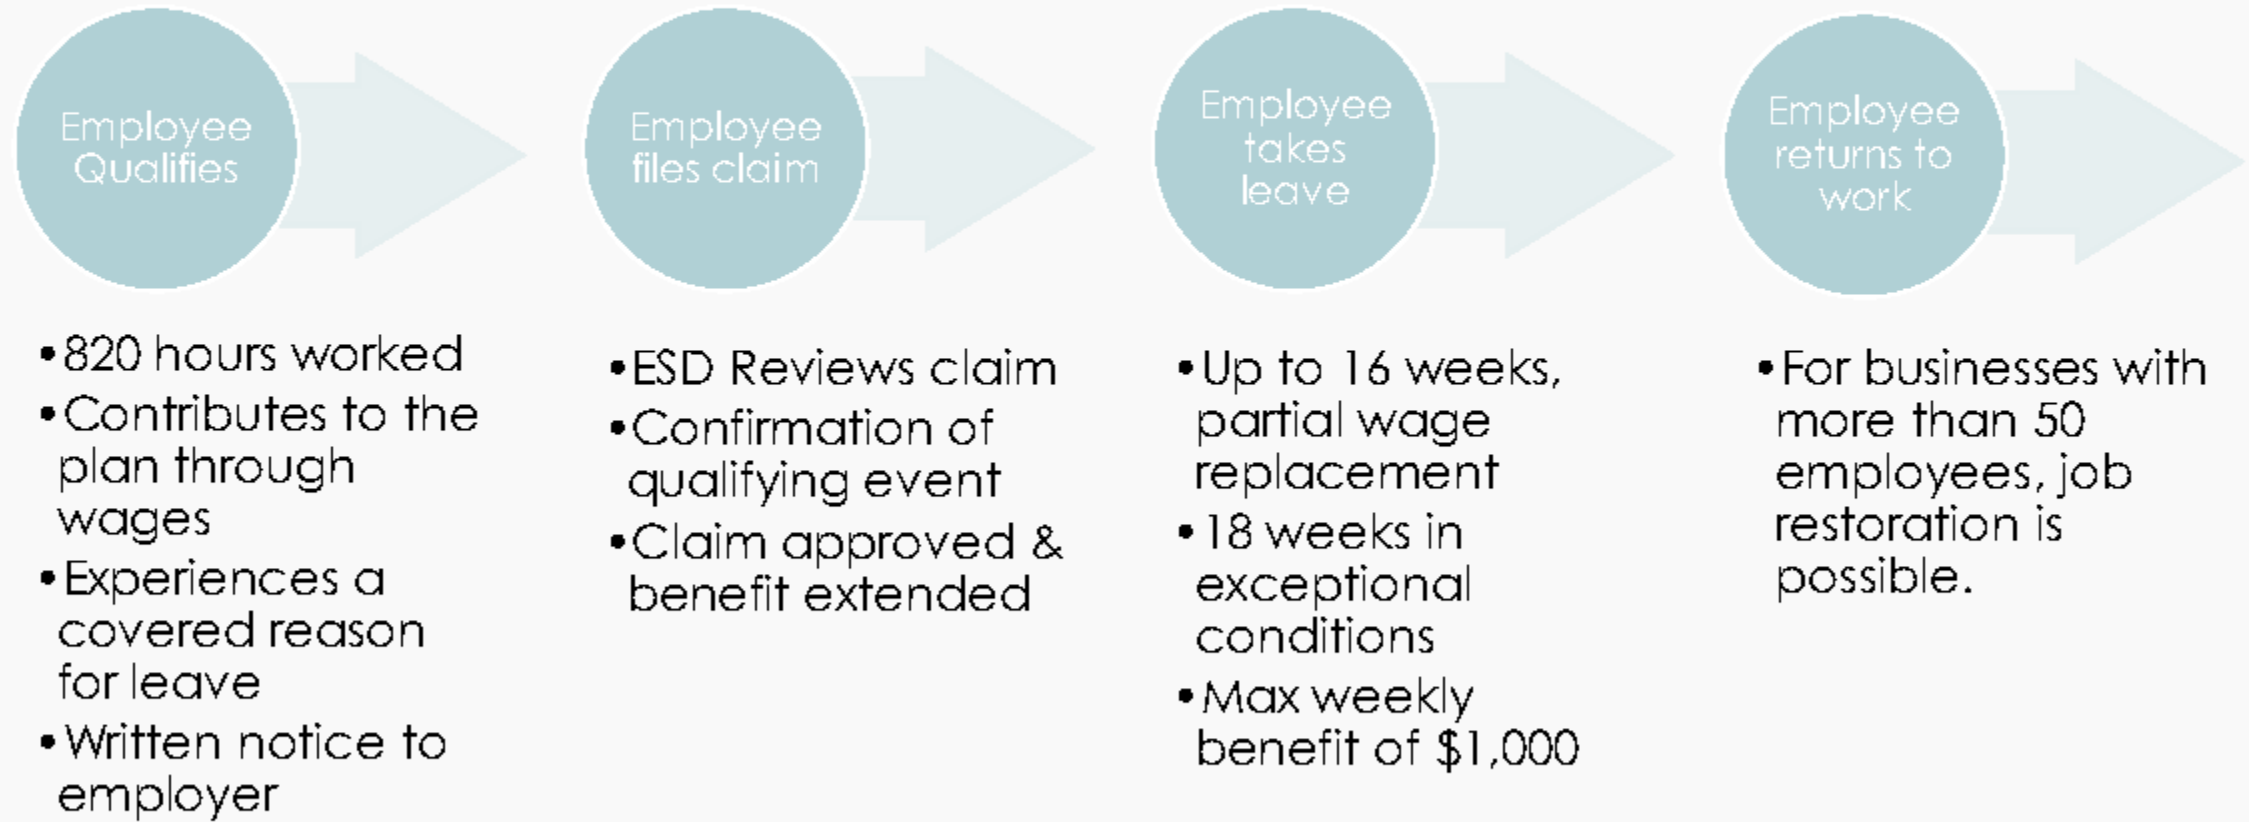 Employee
Qualifies
•820 hours worked
•Contributes to the
plan through
wages
•Experiences a
covered reason
for leave
•Written notice to
employer
Employee
files claim
•ESD Reviews claim
•Confirmation of
qualifying event
•Claim approved &
benefit extended
Employee
takes
leave
•Up to 16 weeks,
partial wage
replacement
•18 weeks in
exceptional
conditions
•Max weekly
benefit of $1,000
Employee
returns to
work
•For businesses with
more than 50
employees, job
restoration is
possible.